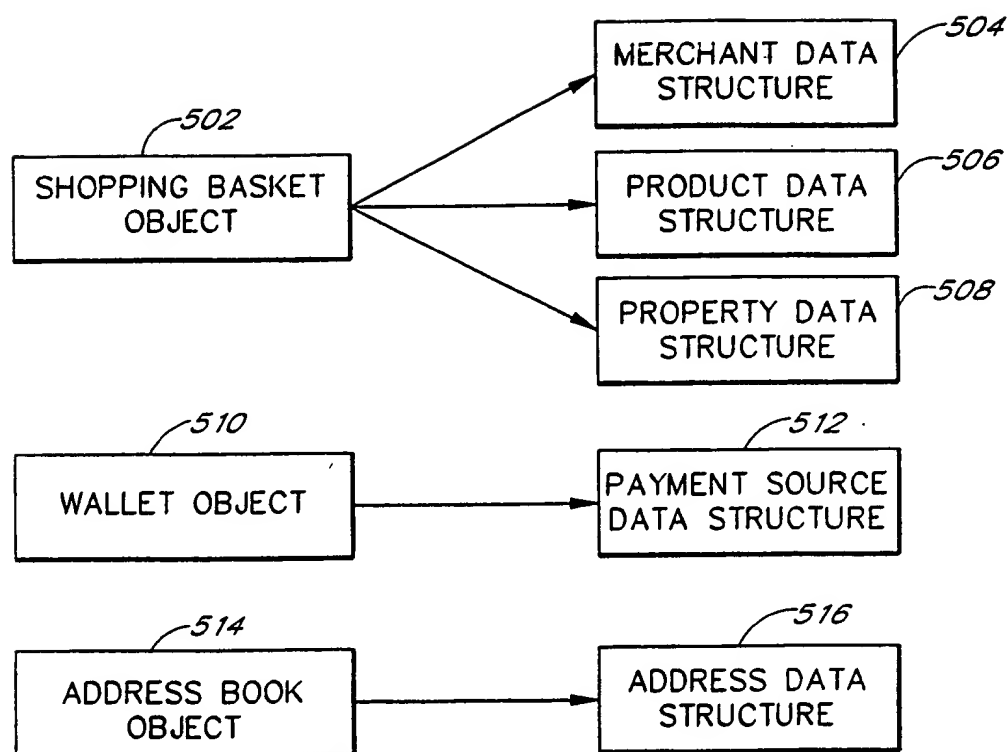 504
MERCHANT DATA
STRUCTURE
502
SHOPPING BASKET
OBJECT
506
PRODUCT DATA
STRUCTURE
508
PROPERTY DATA
STRUCTURE
510
WALLET OBJECT
512
PAYMENT SOURCE
DATA STRUCTURE
514
ADDRESS BOOK
OBJECT
516
ADDRESS DATA
STRUCTURE